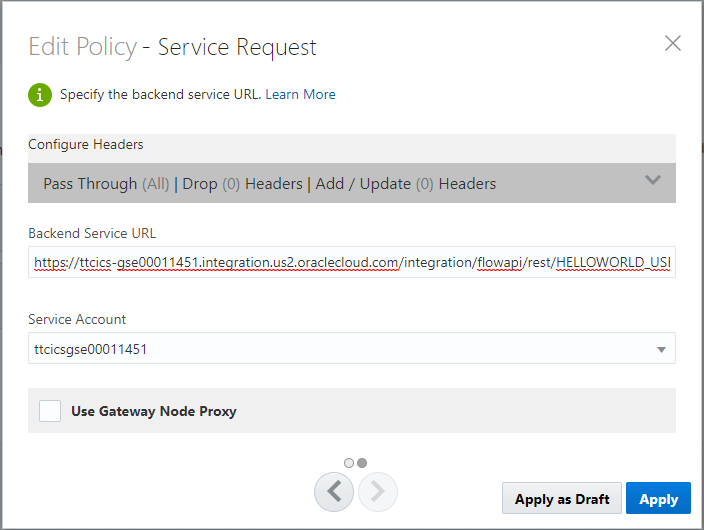 Edit Policy - Service Request
Specify the backend service URL. Learn More
Configure Headers
Pass Through (All) | Drop (0) Headers | Add / Update (0) Headers
Backend Service URL
https://ttcics-gse00011451.integration.us2.oraclecloud.com/integration/flowapi/rest/HELLOWORLD_USI
Service Account
ttcicsgse00011451
Use Gateway Node Proxy
Apply as Draft
Apply